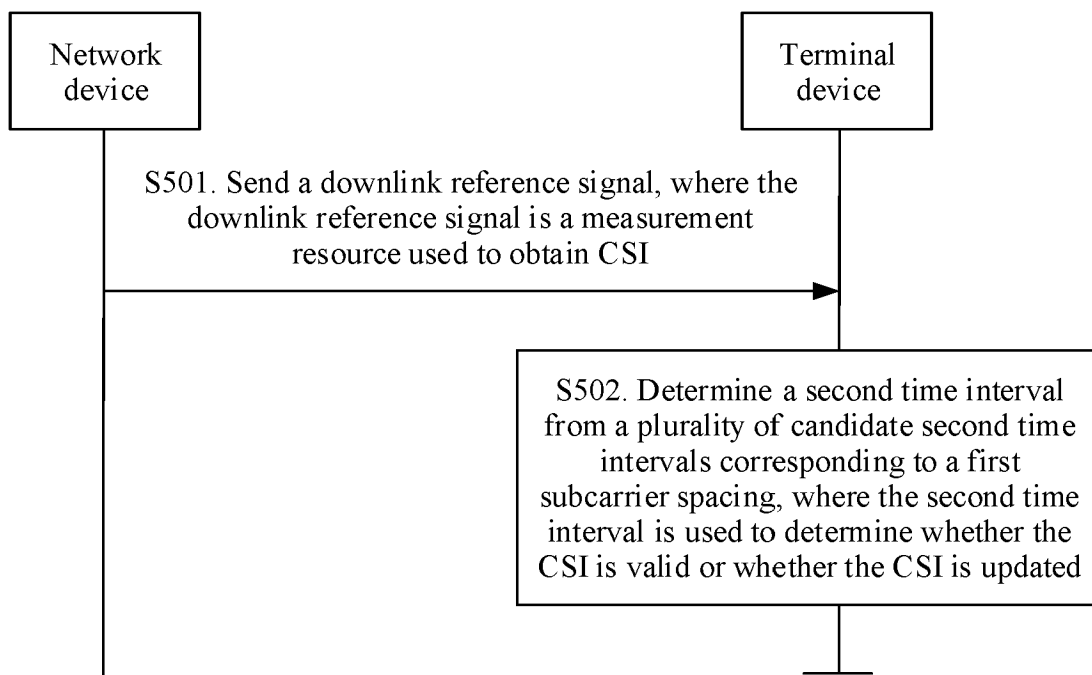 Network
device
Terminal
device
S501. Send a downlink reference signal, where the
downlink reference signal is a measurement
resource used to obtain CSI
S502. Determine a second time interval
from a plurality of candidate second time
intervals corresponding to a first
subcarrier spacing, where the second time
interval is used to determine whether the
CSI is valid or whether the CSI is updated